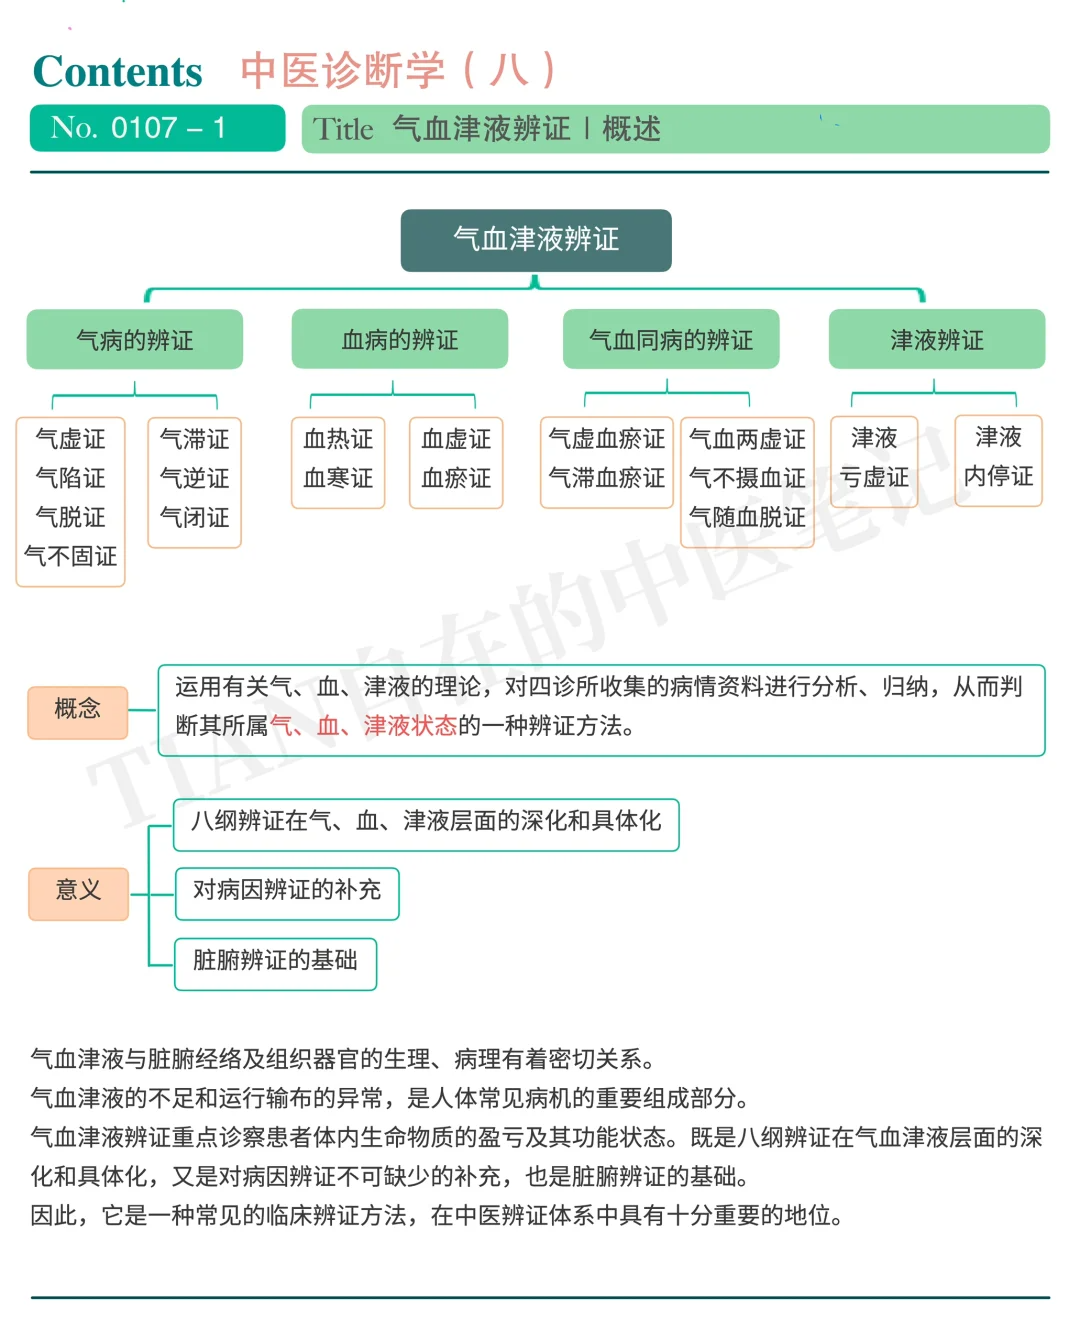 Contents 中医诊断学（八）
No. 0107－1
Title 气血津液辨证｜概述
气血津液辨证
气病的辨证
血病的辨证
气血同病的辨证
津液辨证
气虚证
气陷证
气脱证
气不固证
气滞证
气逆证
气闭证
血热证
血寒证
血虚证
血瘀证
气虚血瘀证
气滞血瘀证
气血两虚证
气不摄血证
气随血脱证
津液
亏虚证
津液
内停证
概念
运用有关气、血、津液的理论，对四诊所收集的病情资料进行分析、归纳，从而判
断其所属气、血、津液状态的一种辨证方法。
意义
八纲辨证在气、血、津液层面的深化和具体化
对病因辨证的补充
脏腑辨证的基础
气血津液与脏腑经络及组织器官的生理、病理有着密切关系。
气血津液的不足和运行输布的异常，是人体常见病机的重要组成部分。
气血津液辨证重点诊察患者体内生命物质的盈亏及其功能状态。既是八纲辨证在气血津液层面的深
化和具体化，又是对病因辨证不可缺少的补充，也是脏腑辨证的基础。
因此，它是一种常见的临床辨证方法，在中医辨证体系中具有十分重要的地位。
TIAN自在的中医笔记